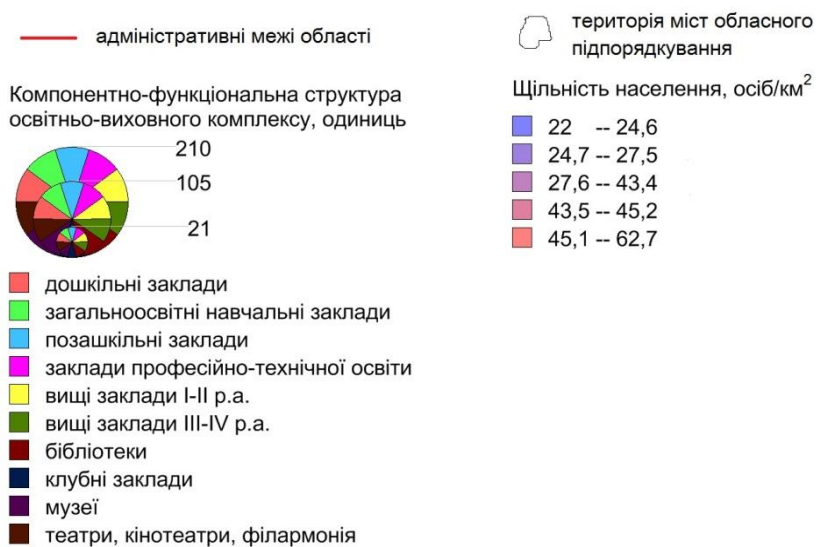 адміністративні межі області
територія міст обласного
підпорядкування
Компонентно-функціональна структура
освітньо-виховного комплексу, одиниць
210
105
21
дошкільні заклади
загальноосвітні навчальні заклади
позашкільні заклади
заклади професійно-технічної освіти
вищі заклади І-ІІ р.а.
вищі заклади ІІІ-ІV р.а.
бібліотеки
клубні заклади
музеї
театри, кінотеатри, філармонія
Щільність населення, осіб/км²
22 -- 24,6
24,7 -- 27,5
27,6 -- 43,4
43,5 -- 45,2
45,1 -- 62,7